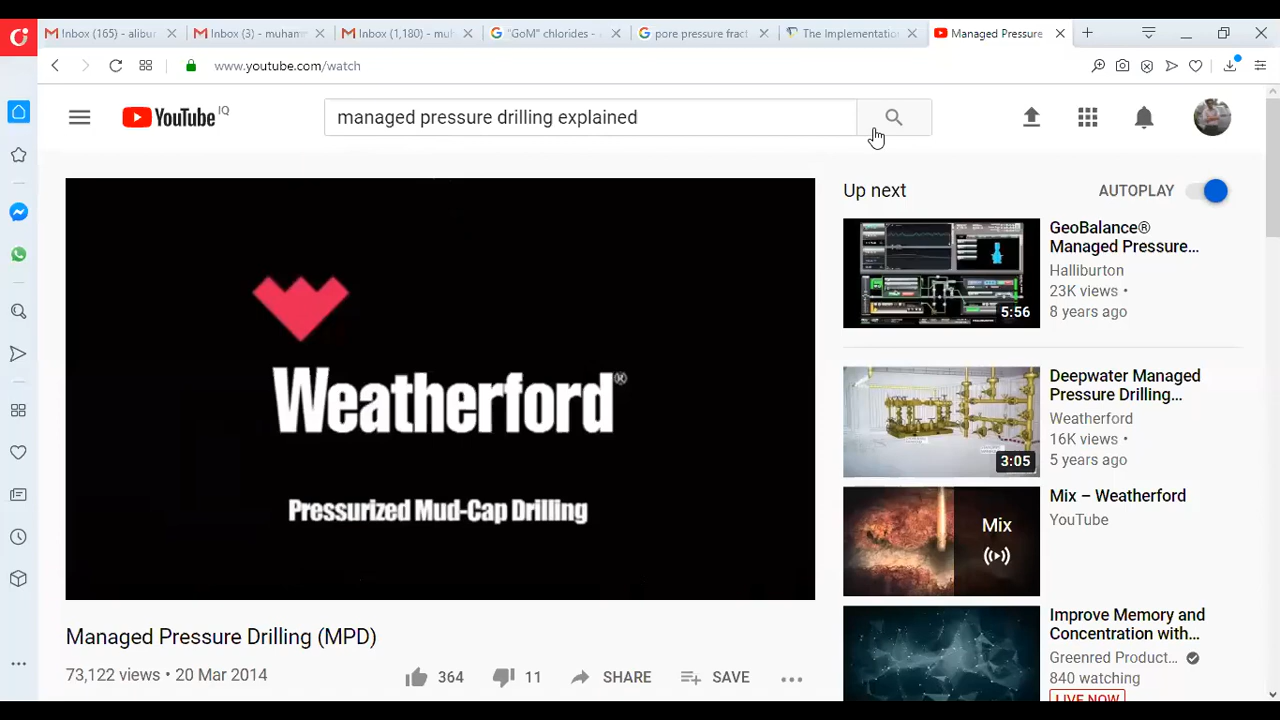 Inbox (165) - alibur
Inbox (3) - muhamm
Inbox (1,180) - mu
"GoM" chlorides -
pore pressure fract
The Implementatio
Managed Pressure
www.youtube.com/watch
YouTube IQ
managed pressure drilling explained
Weatherford®
Pressurized Mud-Cap Drilling
Managed Pressure Drilling (MPD)
73,122 views • 20 Mar 2014
364
11
SHARE
SAVE
Up next
AUTOPLAY
5:56
GeoBalance®
Managed Pressure...
Halliburton
23K views •
8 years ago
3:05
Deepwater Managed
Pressure Drilling...
Weatherford
16K views •
5 years ago
Mix
Mix – Weatherford
YouTube
Improve Memory and
Concentration with...
Greenred Product...
840 watching
LIVE NOW